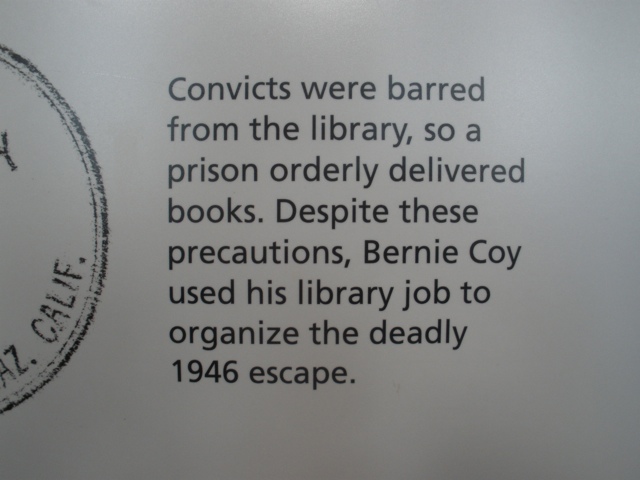 Convicts were barred
from the library, so a
prison orderly delivered
books. Despite these
precautions, Bernie Coy
used his library job to
organize the deadly
1946 escape.
Y
AZ. CALIF.